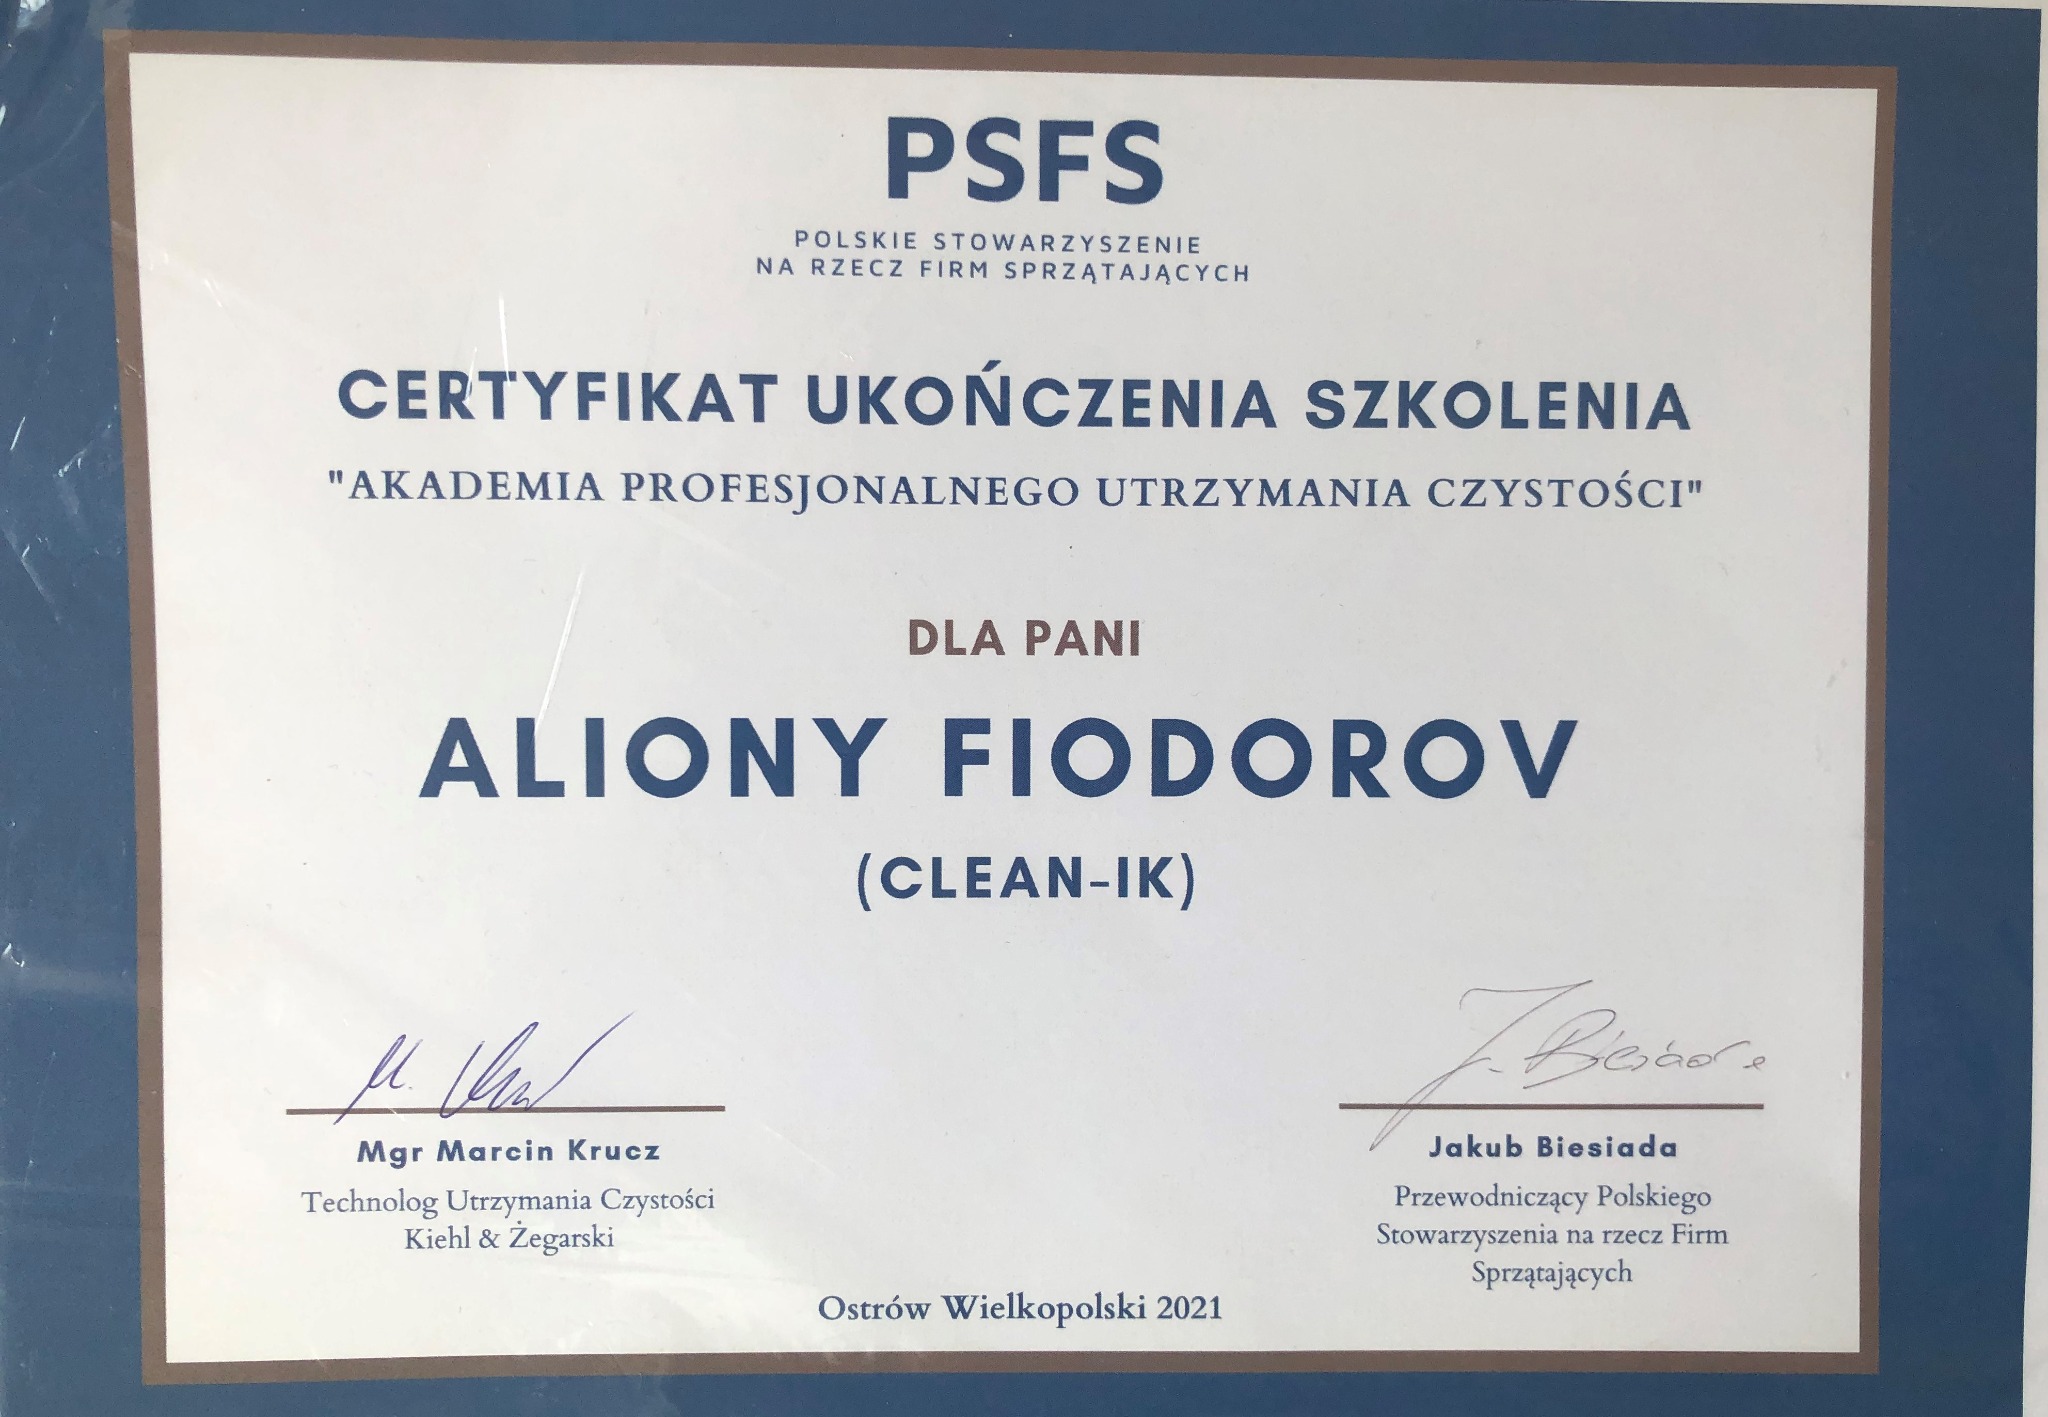 PSFS
POLSKIE STOWARZYSZENIE
NA RZECZ FIRM SPRZĄTAJĄCYCH
CERTYFIKAT UKOŃCZENIA SZKOLENIA
"AKADEMIA PROFESJONALNEGO UTRZYMANIA CZYSTOŚCI"
DLA PANI
ALIONY FIODOROV
(CLEAN-IK)
M. Kruz
J. Biesiada
Mgr Marcin Krucz
Technolog Utrzymania Czystości
Kiehl & Żegarski
Jakub Biesiada
Przewodniczący Polskiego
Stowarzyszenia na rzecz Firm
Sprzątających
Ostrów Wielkopolski 2021